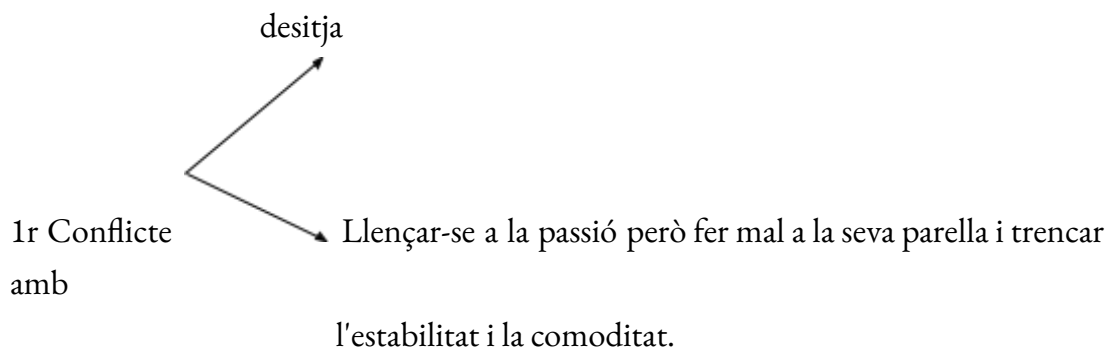 desitja
1r Conflicte Llençar-se a la passió però fer mal a la seva parella i trencar
amb
l'estabilitat i la comoditat.